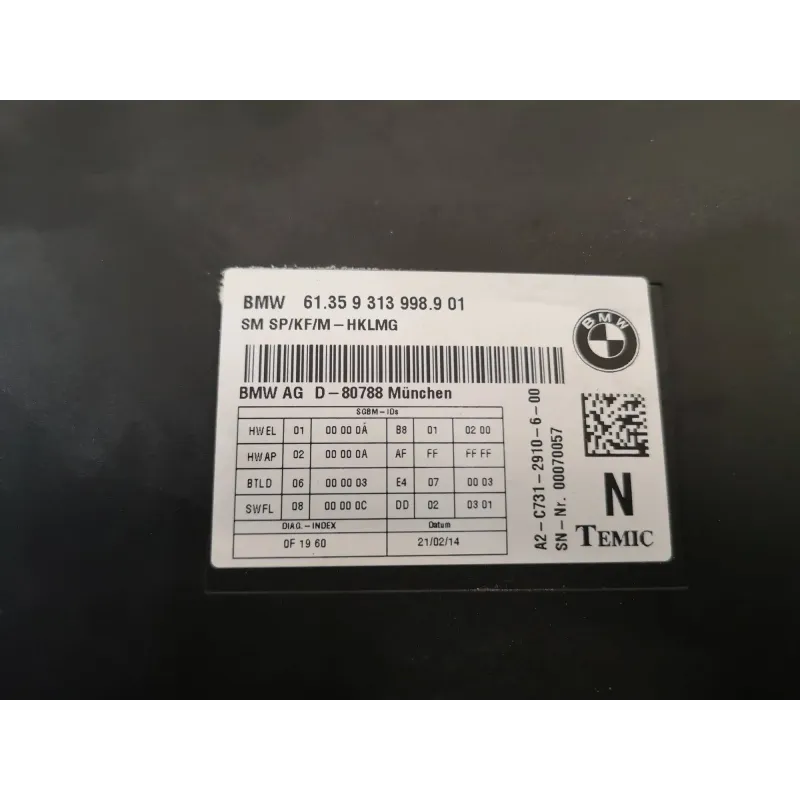 BMW 61.35 9 313 998.9 01
SM SP/KF/M-HKLMG
BMW
BMW AG D-80788 München
SGBM-IDs
HWEL 01 00 00 0A B8 01 02 00
HWAP 02 00 00 0A AF FF FF FF
BTLD 06 00 00 03 E4 07 00 03
SWFL 08 00 00 0C DD 02 03 01
DIAG.-INDEX Datum
0F 19 60 21/02/14
A2-C731-2910-6-00
SN-Nr. 00070057
N
TEMIC